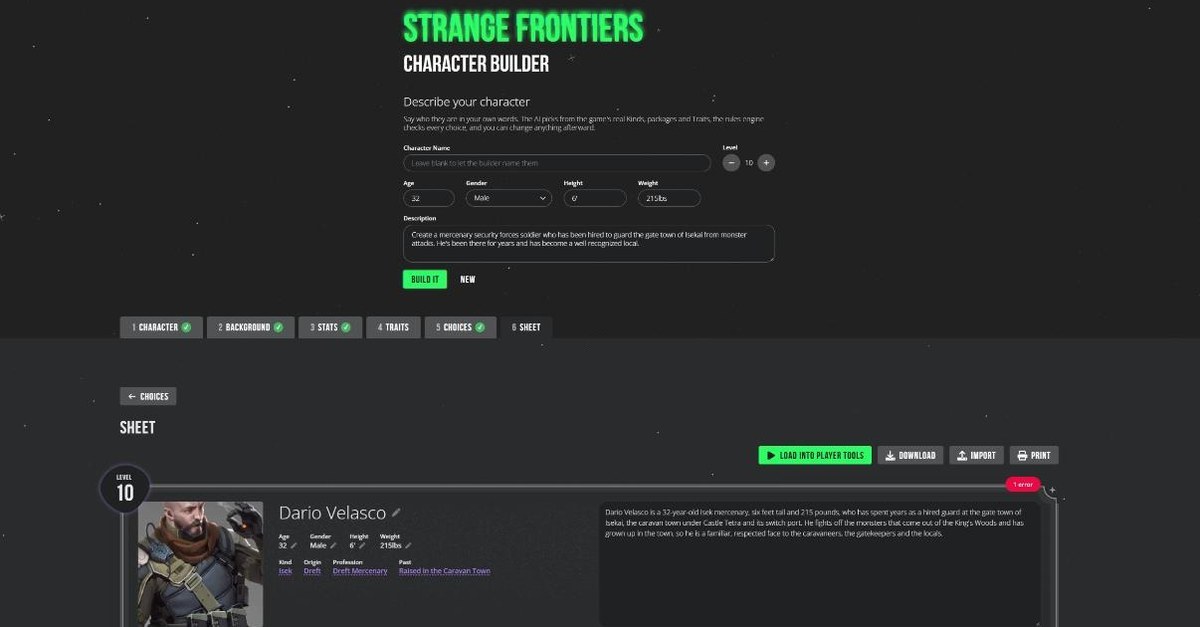 STRANGE FRONTIERS
CHARACTER BUILDER
Describe your character
Say who they are in your own words. The AI picks from the game's real Kinds, packages and Traits, the rules engine
checks every choice, and you can change anything afterward.
Character Name
Level
Leave blank to let the builder name them
10
Age
Gender
Height
Weight
32
Male
6'
215lbs
Description
Create a mercenary security forces soldier who has been hired to guard the gate town of Isekai from monster
attacks. He's been there for years and has become a well recognized local.
BUILD IT
NEW
1 CHARACTER
2 BACKGROUND
3 STATS
4 TRAITS
5 CHOICES
6 SHEET
← CHOICES
SHEET
LOAD INTO PLAYER TOOLS
DOWNLOAD
IMPORT
PRINT
LEVEL
10
1 error
Dario Velasco
Age
Gender
Height
Weight
32
Male
6'
215lbs
Kind
Origin
Profession
Past
Isek
Dreft
Dreft Mercenary
Raised in the Caravan Town
Dario Velasco is a 32-year-old Isek mercenary, six feet tall and 215 pounds, who has spent years as a hired guard at the gate town of
Isekai, the caravan town under Castle Tetra and its switch port. He fights off the monsters that come out of the King's Woods and has
grown up in the town, so he is a familiar, respected face to the caravaneers, the gatekeepers and the locals.